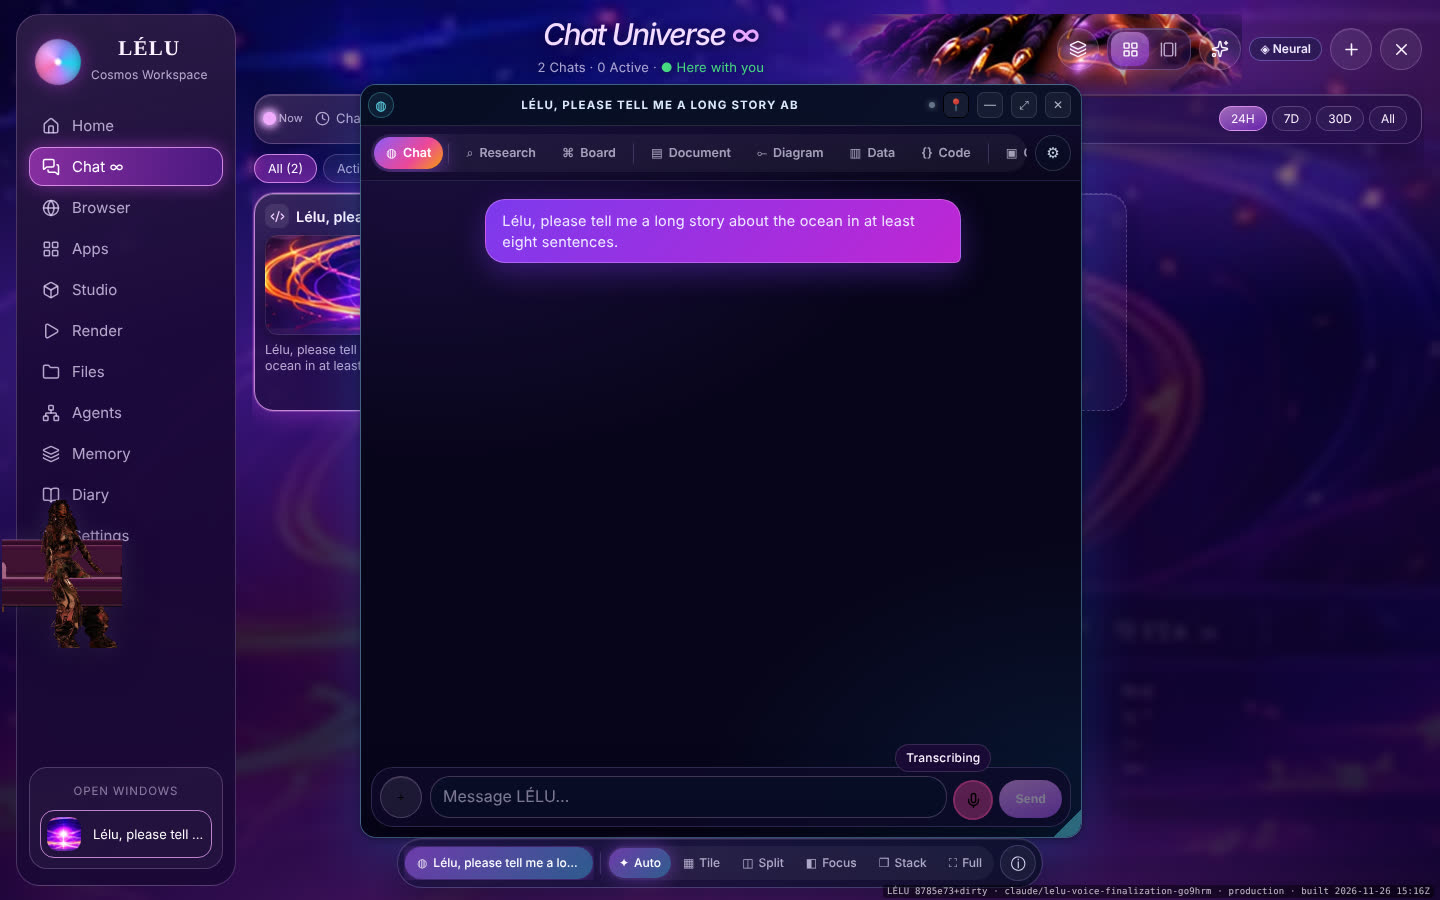 LÉLU
Cosmos Workspace
Home
Chat ∞
Browser
Apps
Studio
Render
Files
Agents
Memory
Diary
Settings
OPEN WINDOWS
Lélu, please tell ...
Chat Universe ∞
2 Chats · 0 Active · ● Here with you
◈ Neural
Now
Cha
24H
7D
30D
All
All (2)
Acti
Lélu, plea
Lélu, please tell
ocean in at least
LÉLU, PLEASE TELL ME A LONG STORY AB
Chat
Research
Board
Document
Diagram
Data
{} Code
Lélu, please tell me a long story about the ocean in at least
eight sentences.
Transcribing
Message LÉLU...
Send
Lélu, please tell me a lo...
Auto
Tile
Split
Focus
Stack
Full
LÉLU 8785e73+dirty · claude/lelu-voice-finalization-go9hrm · production · built 2026-11-26 15:16Z